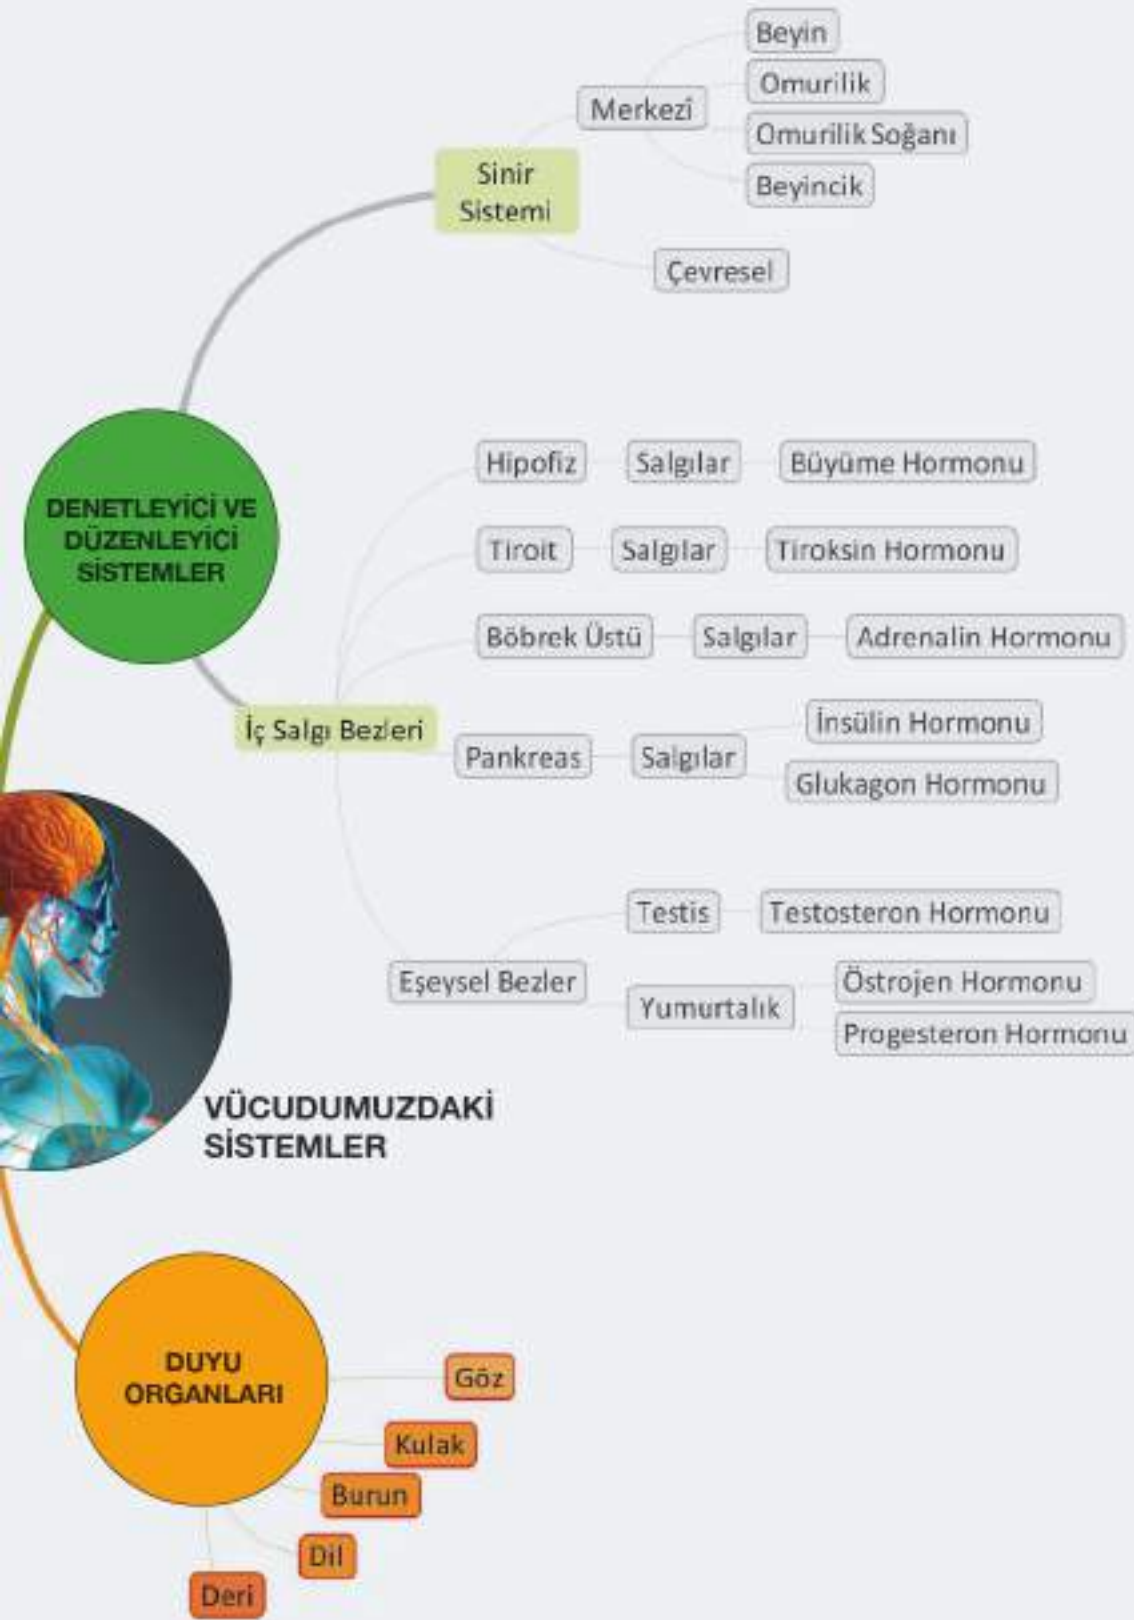 Beyin
Omurilik
Merkezî
Omurilik Soğanı
Beyincik
Sinir
Sistemi
Çevresel
DENETLEYİCİ VE
DÜZENLEYİCİ
SİSTEMLER
Hipofiz Salgılar Büyüme Hormonu
Tiroit Salgılar Tiroksin Hormonu
Böbrek Üstü Salgılar Adrenalin Hormonu
İç Salgı Bezleri
Pankreas Salgılar
İnsülin Hormonu
Glukagon Hormonu
Eşeysel Bezler
Testis Testosteron Hormonu
Yumurtalık
Östrojen Hormonu
Progesteron Hormonu
VÜCUDUMUZDAKİ
SİSTEMLER
DUYU
ORGANLARI
Göz
Kulak
Burun
Dil
Deri